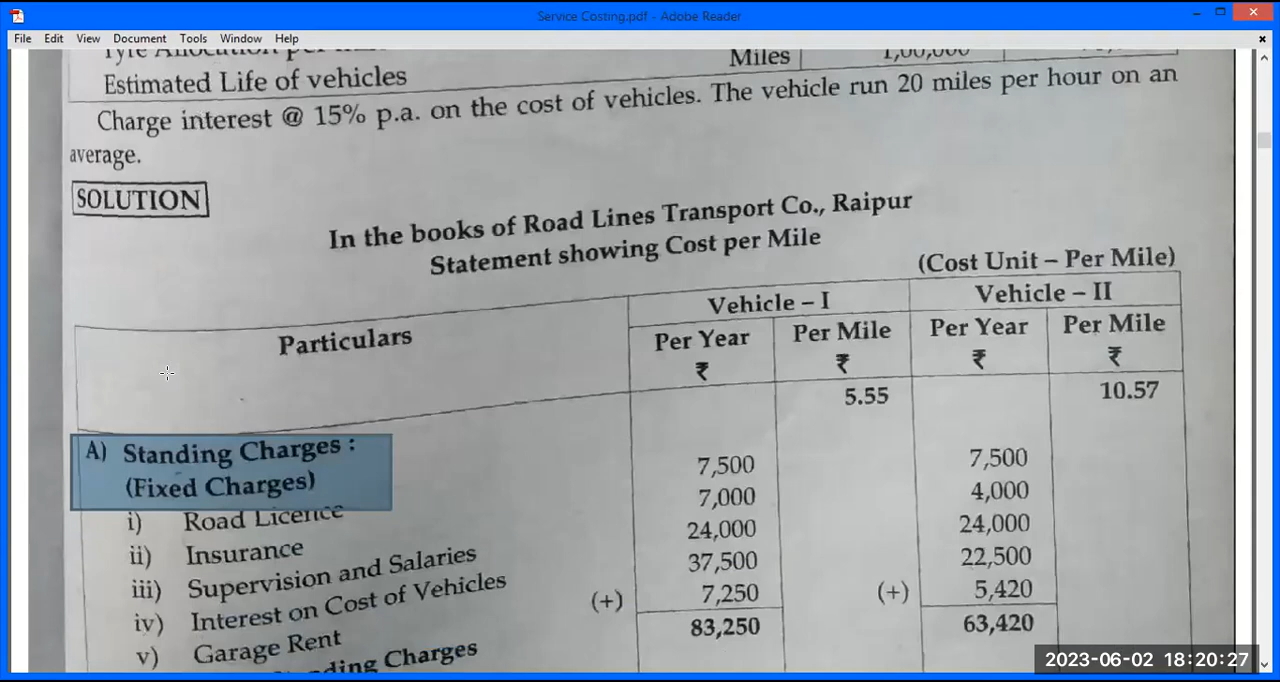 Service Costing.pdf - Adobe Reader
File Edit View Document Tools Window Help
Miles 1,00,000
Estimated Life of vehicles
Charge interest @ 15% p.a. on the cost of vehicles. The vehicle run 20 miles per hour on an
average.
SOLUTION
In the books of Road Lines Transport Co., Raipur
Statement showing Cost per Mile
(Cost Unit – Per Mile)
Particulars Vehicle – I Vehicle – II
Per Year Per Mile Per Year Per Mile
₹ ₹ ₹ ₹
5.55 10.57
A) Standing Charges :
(Fixed Charges)
i) Road Licence 7,500 7,500
ii) Insurance 7,000 4,000
iii) Supervision and Salaries 24,000 24,000
iv) Interest on Cost of Vehicles 37,500 22,500
v) Garage Rent (+) 7,250 (+) 5,420
Charges 83,250 63,420
2023-06-02 18:20:27